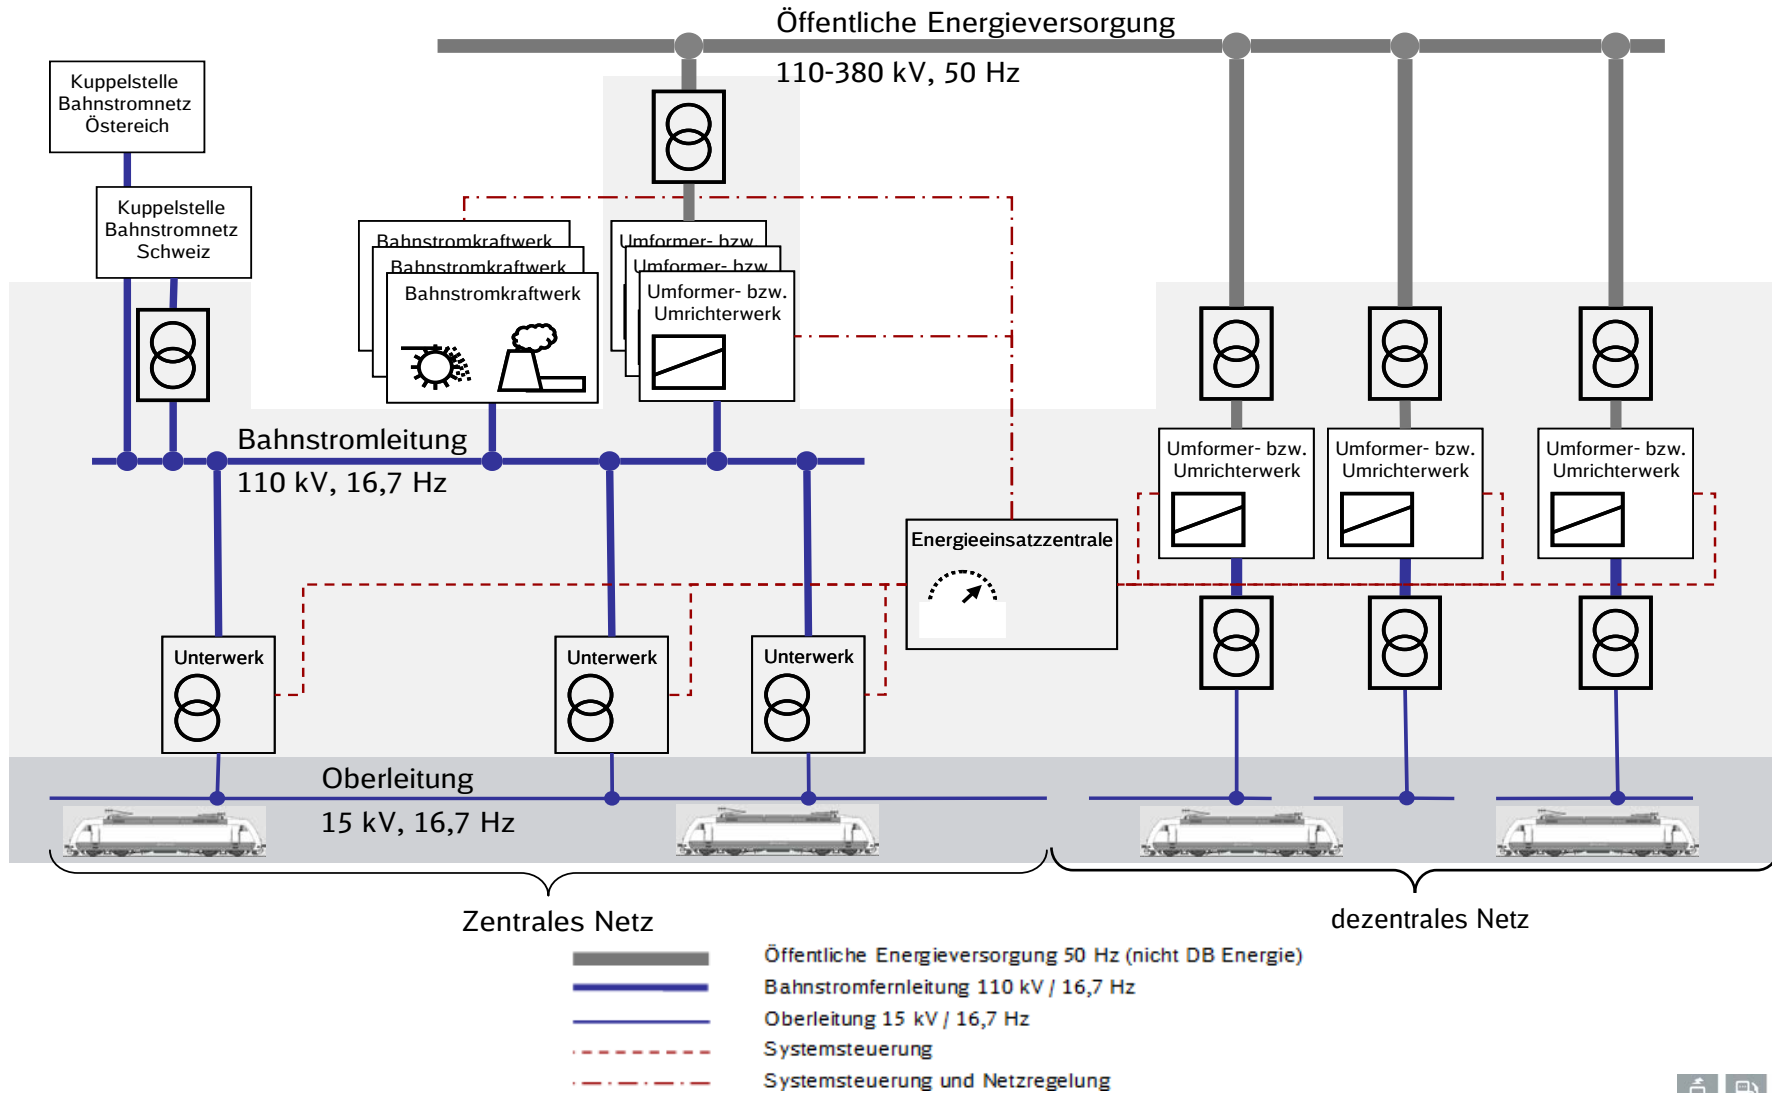 Öffentliche Energieversorgung
110-380 kV, 50 Hz
Kuppelstelle
Bahnstromnetz
Östereich
Kuppelstelle
Bahnstromnetz
Schweiz
Bahnstromkraftwerk
Bahnstromkraftwerk
Bahnstromkraftwerk
Umformer- bzw.
Umformer- bzw.
Umformer- bzw.
Umrichterwerk
Bahnstromleitung
110 kV, 16,7 Hz
Umformer- bzw.
Umrichterwerk
Umformer- bzw.
Umrichterwerk
Umformer- bzw.
Umrichterwerk
Energieeinsatzzentrale
Unterwerk
Unterwerk
Unterwerk
Oberleitung
15 kV, 16,7 Hz
Zentrales Netz
dezentrales Netz
Öffentliche Energieversorgung 50 Hz (nicht DB Energie)
Bahnstromfernleitung 110 kV / 16,7 Hz
Oberleitung 15 kV / 16,7 Hz
Systemsteuerung
Systemsteuerung und Netzregelung